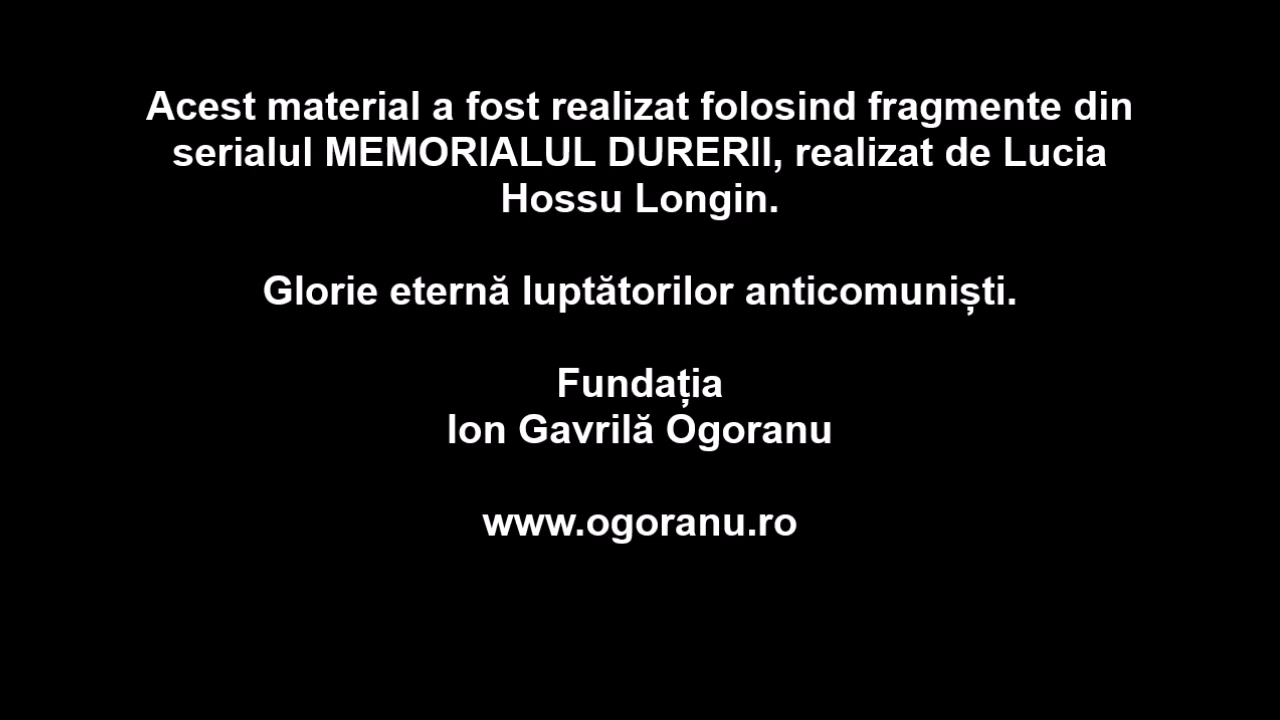 Acest material a fost realizat folosind fragmente din
serialul MEMORIALUL DURERII, realizat de Lucia
Hossu Longin.
Glorie eternă luptătorilor anticomuniști.
Fundația
Ion Gavrilă Ogoranu
www.ogoranu.ro